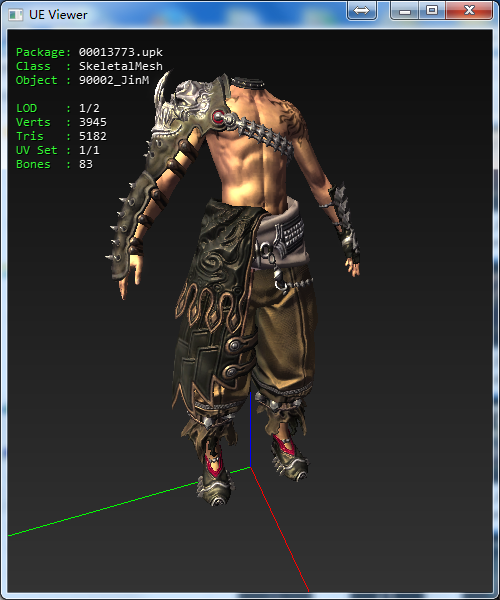 UE Viewer
Package: 00013773.upk
Class  : SkeletalMesh
Object : 90002_JinM
LOD    : 1/2
Verts  : 3945
Tris   : 5182
UV Set : 1/1
Bones  : 83